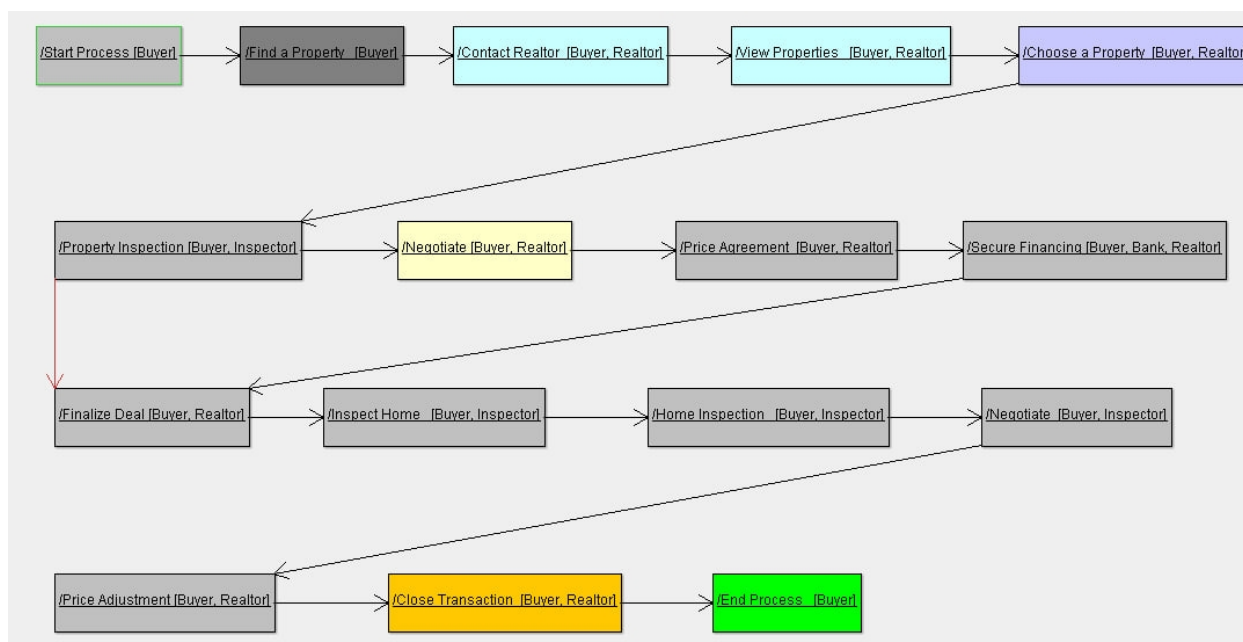 /Start Process [Buyer]
/Find a Property [Buyer]
/Contact Realtor [Buyer, Realtor]
/View Properties [Buyer, Realtor]
/Choose a Property [Buyer, Realtor
/Property Inspection [Buyer, Inspector]
/Negotiate [Buyer, Realtor]
/Price Agreement [Buyer, Realtor]
/Secure Financing [Buyer, Bank, Realtor]
/Finalize Deal [Buyer, Realtor]
/Inspect Home [Buyer, Inspector]
/Home Inspection [Buyer, Inspector]
/Negotiate [Buyer, Inspector]
/Price Adjustment [Buyer, Realtor]
/Close Transaction [Buyer, Realtor]
/End Process [Buyer]